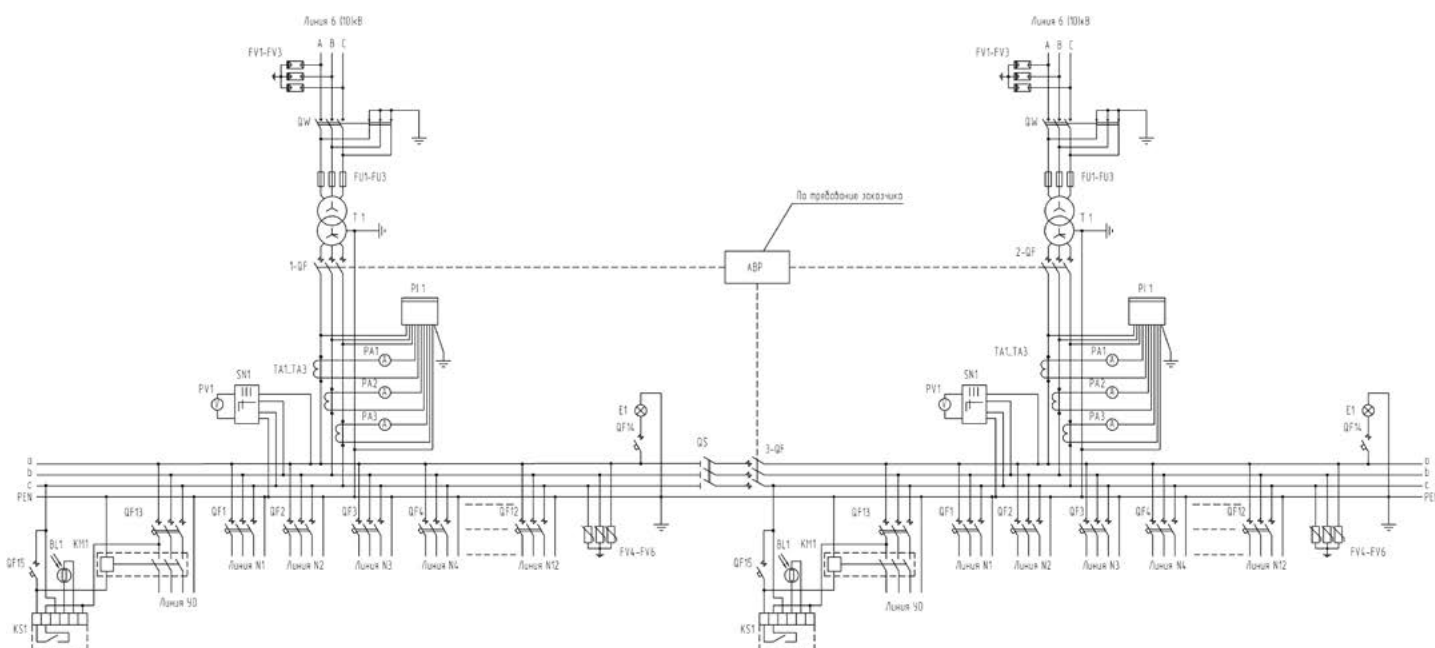 Линия 6 (10)кВ
A B C
FV1-FV3
QW
FU1-FU3
T 1
1-QF
PI 1
PA1
A
TA1..TA3
SN1
PV1
V
PA2
A
PA3
A
E1
QF14
QS
3-QF
a
b
c
PEN
QF13
QF1
QF2
QF3
QF4
QF12
FV4-FV6
QF15
BL1
KM1
Линия УО
Линия N1
Линия N2
Линия N3
Линия N4
Линия N12
KS1
По требованию заказчика
АВР
Линия 6 (10)кВ
A B C
FV1-FV3
QW
FU1-FU3
T 1
2-QF
PI 1
PA1
A
TA1..TA3
SN1
PV1
V
PA2
A
PA3
A
E1
QF14
a
b
c
PE
QF13
QF1
QF2
QF3
QF4
QF12
FV4-FV6
QF15
BL1
KM1
Линия УО
Линия N1
Линия N2
Линия N3
Линия N4
Линия N12
KS1